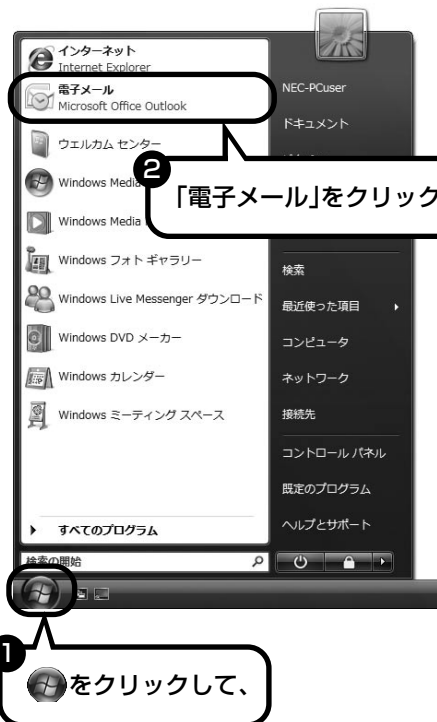 インターネット
Internet Explorer
電子メール
Microsoft Office Outlook
ウェルカム センター
Windows Media
Windows Media
Windows フォト ギャラリー
Windows Live Messenger ダウンロード
Windows DVD メーカー
Windows カレンダー
Windows ミーティング スペース
すべてのプログラム
検索の開始
NEC-PCuser
ドキュメント
検索
最近使った項目
コンピュータ
ネットワーク
接続先
コントロール パネル
既定のプログラム
ヘルプとサポート
2
「電子メール」をクリック
1
をクリックして、